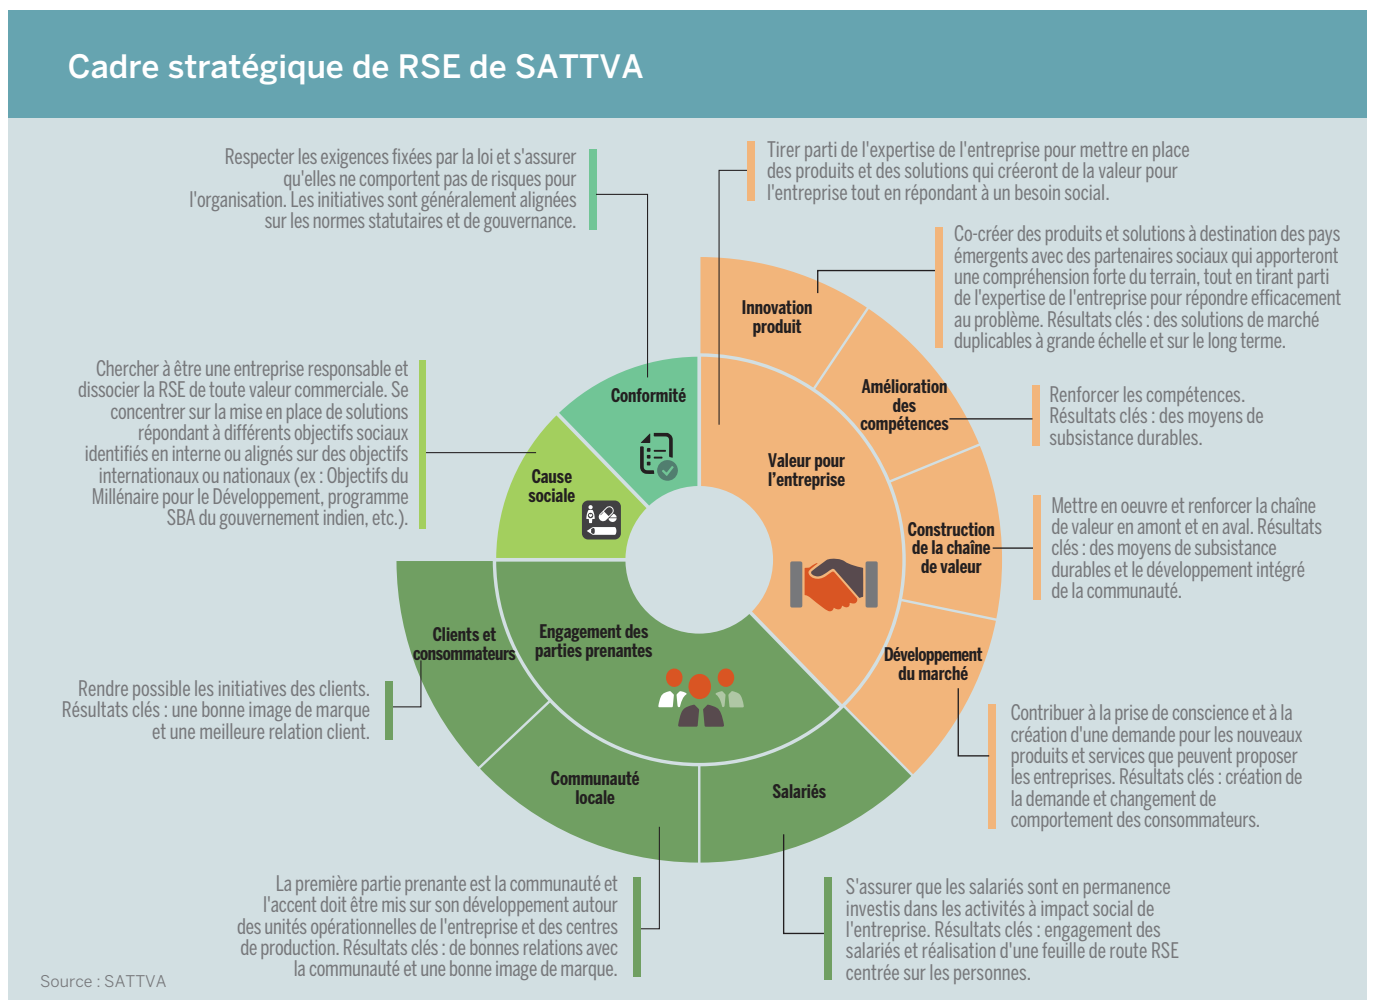 Cadre stratégique de RSE de SATTVA
Respecter les exigences fixées par la loi et s'assurer
qu'elles ne comportent pas de risques pour
l'organisation. Les initiatives sont généralement alignées
sur les normes statutaires et de gouvernance.
Tirer parti de l'expertise de l'entreprise pour mettre en place
des produits et des solutions qui créeront de la valeur pour
l'entreprise tout en répondant à un besoin social.
Co-créer des produits et solutions à destination des pays
émergents avec des partenaires sociaux qui apporteront
une compréhension forte du terrain, tout en tirant parti
de l'expertise de l'entreprise pour répondre efficacement
au problème. Résultats clés : des solutions de marché
duplicables à grande échelle et sur le long terme.
Innovation
produit
Chercher à être une entreprise responsable et
dissocier la RSE de toute valeur commerciale. Se
concentrer sur la mise en place de solutions
répondant à différents objectifs sociaux
identifiés en interne ou alignés sur des objectifs
internationaux ou nationaux (ex : Objectifs du
Millénaire pour le Développement, programme
SBA du gouvernement indien, etc.).
Conformité
Amélioration
des
compétences
Renforcer les compétences.
Résultats clés : des moyens de
subsistance durables.
Cause
sociale
Valeur pour
l'entreprise
Construction
de la chaîne
de valeur
Mettre en oeuvre et renforcer la chaîne
de valeur en amont et en aval. Résultats
clés : des moyens de subsistance
durables et le développement intégré
de la communauté.
Clients et
consommateurs
Engagement des
parties prenantes
Développement
du marché
Rendre possible les initiatives des clients.
Résultats clés : une bonne image de marque
et une meilleure relation client.
Contribuer à la prise de conscience et à la
création d'une demande pour les nouveaux
produits et services que peuvent proposer
les entreprises. Résultats clés : création de
la demande et changement de
comportement des consommateurs.
Communauté
locale
Salariés
La première partie prenante est la communauté et
l'accent doit être mis sur son développement autour
des unités opérationnelles de l'entreprise et des centres
de production. Résultats clés : de bonnes relations avec
la communauté et une bonne image de marque.
S'assurer que les salariés sont en permanence
investis dans les activités à impact social de
l'entreprise. Résultats clés : engagement des
salariés et réalisation d'une feuille de route RSE
centrée sur les personnes.
Source : SATTVA